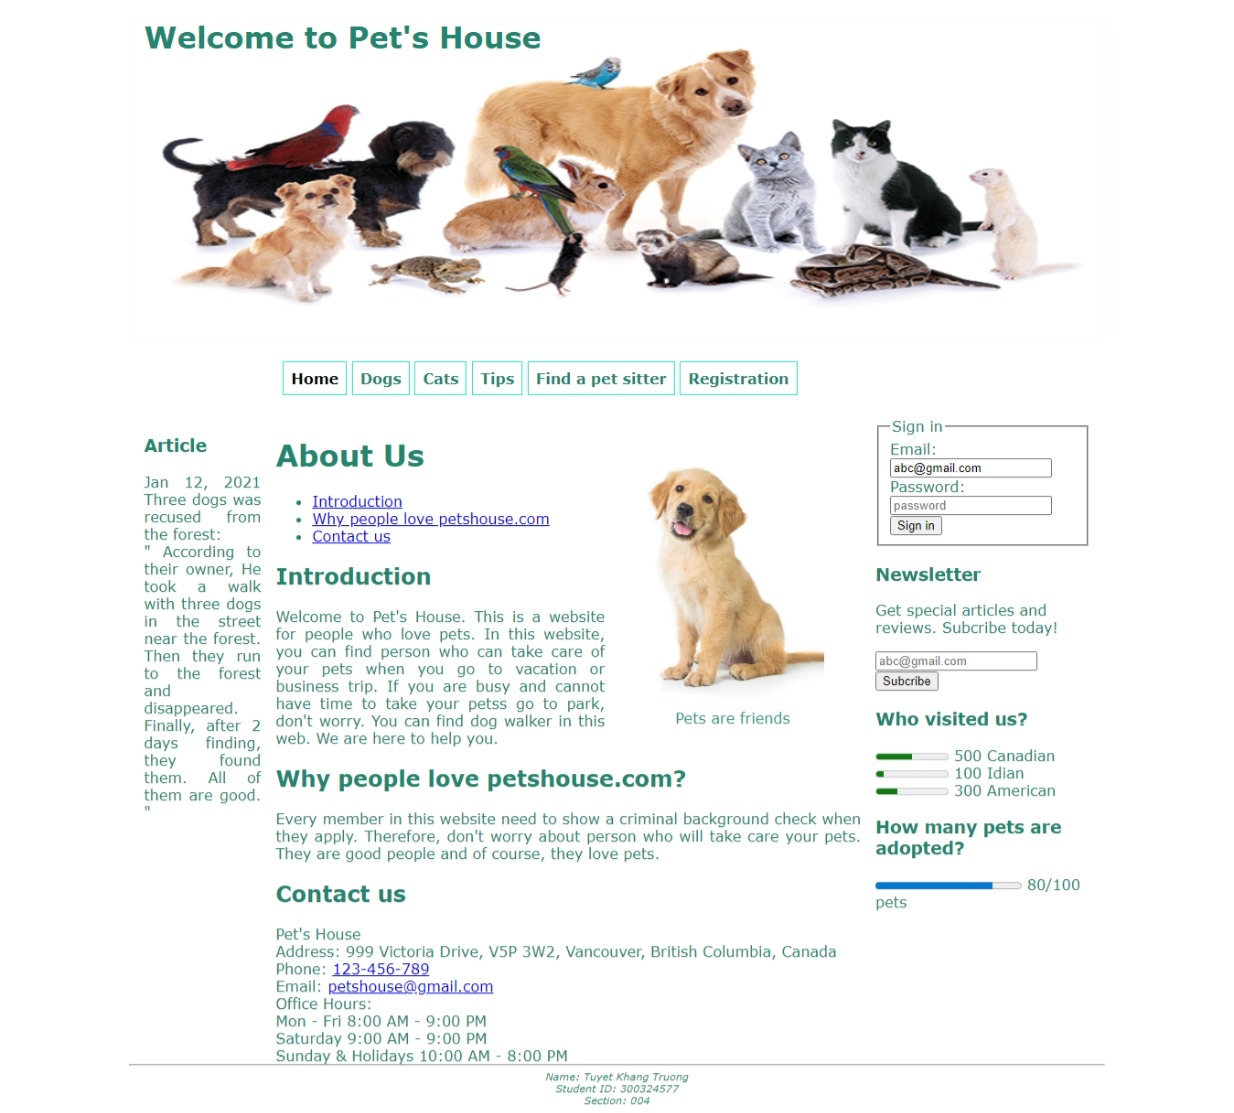 Welcome to Pet's House
Home
Dogs
Cats
Tips
Find a pet sitter
Registration
Article
Jan 12, 2021
Three dogs was
recused from
the forest:
" According to
their owner, He
took a walk
with three dogs
in the street
near the forest.
Then they run
to the forest
and
disappeared.
Finally, after 2
days finding,
they found
them. All of
them are good.
"
About Us
Introduction
Why people love petshouse.com
Contact us
Introduction
Welcome to Pet's House. This is a website
for people who love pets. In this website,
you can find person who can take care of
your pets when you go to vacation or
business trip. If you are busy and cannot
have time to take your petss go to park,
don't worry. You can find dog walker in this
web. We are here to help you.
Pets are friends
Why people love petshouse.com?
Every member in this website need to show a criminal background check when
they apply. Therefore, don't worry about person who will take care your pets.
They are good people and of course, they love pets.
Contact us
Pet's House
Address: 999 Victoria Drive, V5P 3W2, Vancouver, British Columbia, Canada
Phone: 123-456-789
Email: petshouse@gmail.com
Office Hours:
Mon - Fri 8:00 AM - 9:00 PM
Saturday 9:00 AM - 9:00 PM
Sunday & Holidays 10:00 AM - 8:00 PM
Sign in
Email:
abc@gmail.com
Password:
password
Sign in
Newsletter
Get special articles and
reviews. Subcribe today!
abc@gmail.com
Subcribe
Who visited us?
500 Canadian
100 Idian
300 American
How many pets are
adopted?
80/100
pets
Name: Tuyet Khang Truong
Student ID: 300324577
Section: 004